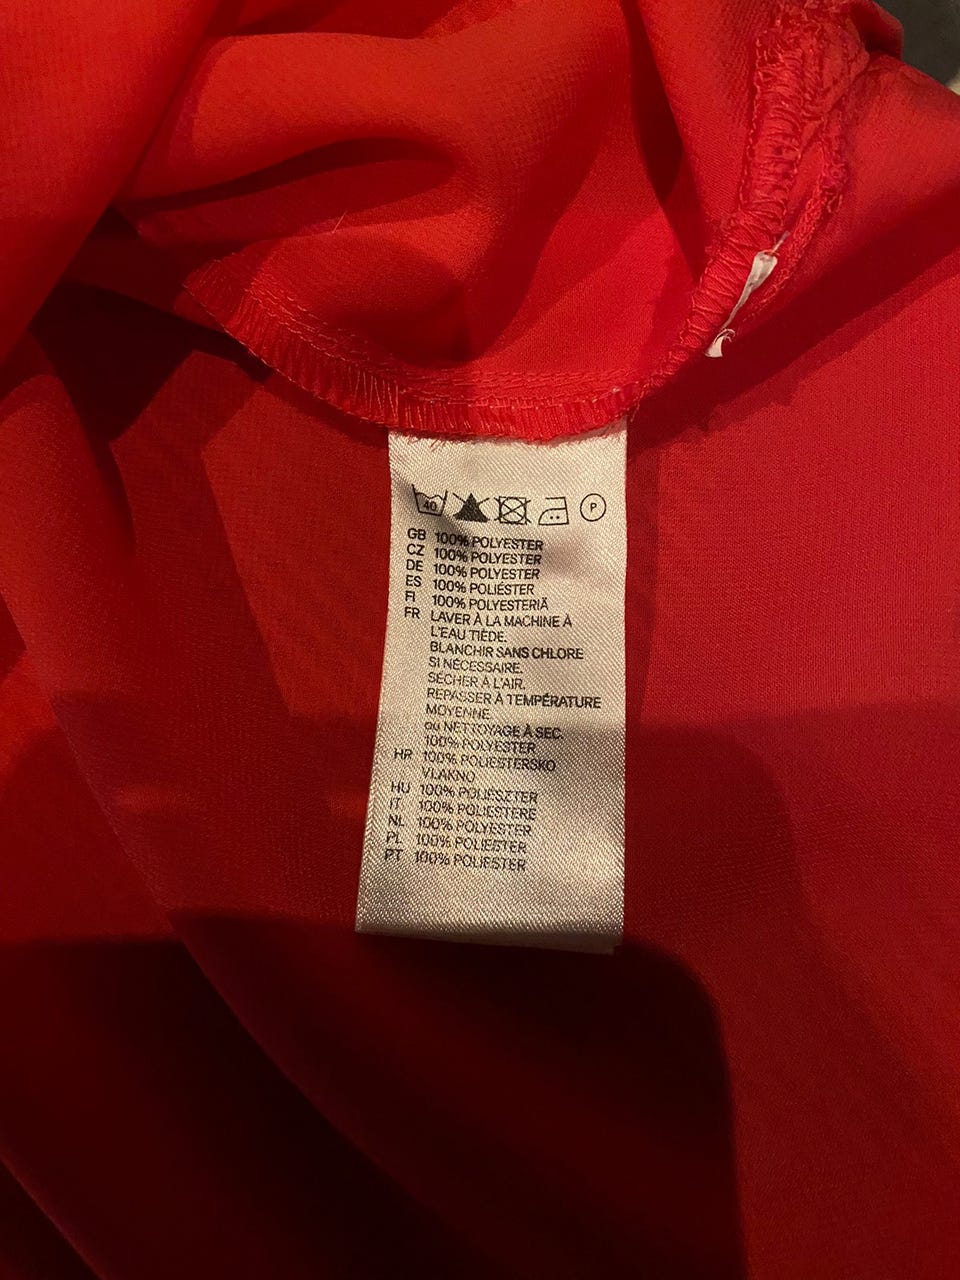 40 P
GB 100% POLYESTER
CZ 100% POLYESTER
DE 100% POLYESTER
ES 100% POLIÉSTER
FI 100% POLYESTERIÄ
FR LAVER À LA MACHINE À
L'EAU TIÈDE.
BLANCHIR SANS CHLORE
SI NÉCESSAIRE.
SÉCHER À L'AIR.
REPASSER À TEMPÉRATURE
MOYENNE.
OU NETTOYAGE À SEC.
100% POLYESTER
HR 100% POLIESTERSKO
VLAKNO
HU 100% POLIÉSZTER
IT 100% POLIESTERE
NL 100% POLYESTER
PL 100% POLIESTER
PT 100% POLIÉSTER